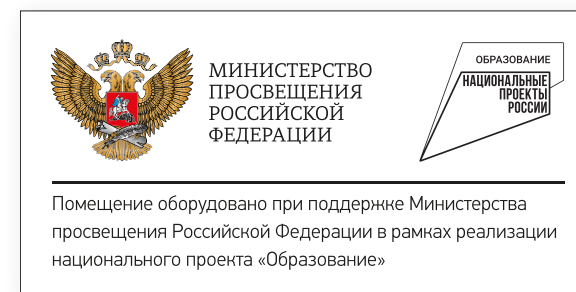 МИНИСТЕРСТВО
ПРОСВЕЩЕНИЯ
РОССИЙСКОЙ
ФЕДЕРАЦИИ
ОБРАЗОВАНИЕ
НАЦИОНАЛЬНЫЕ
ПРОЕКТЫ
РОССИИ
Помещение оборудовано при поддержке Министерства
просвещения Российской Федерации в рамках реализации
национального проекта «Образование»